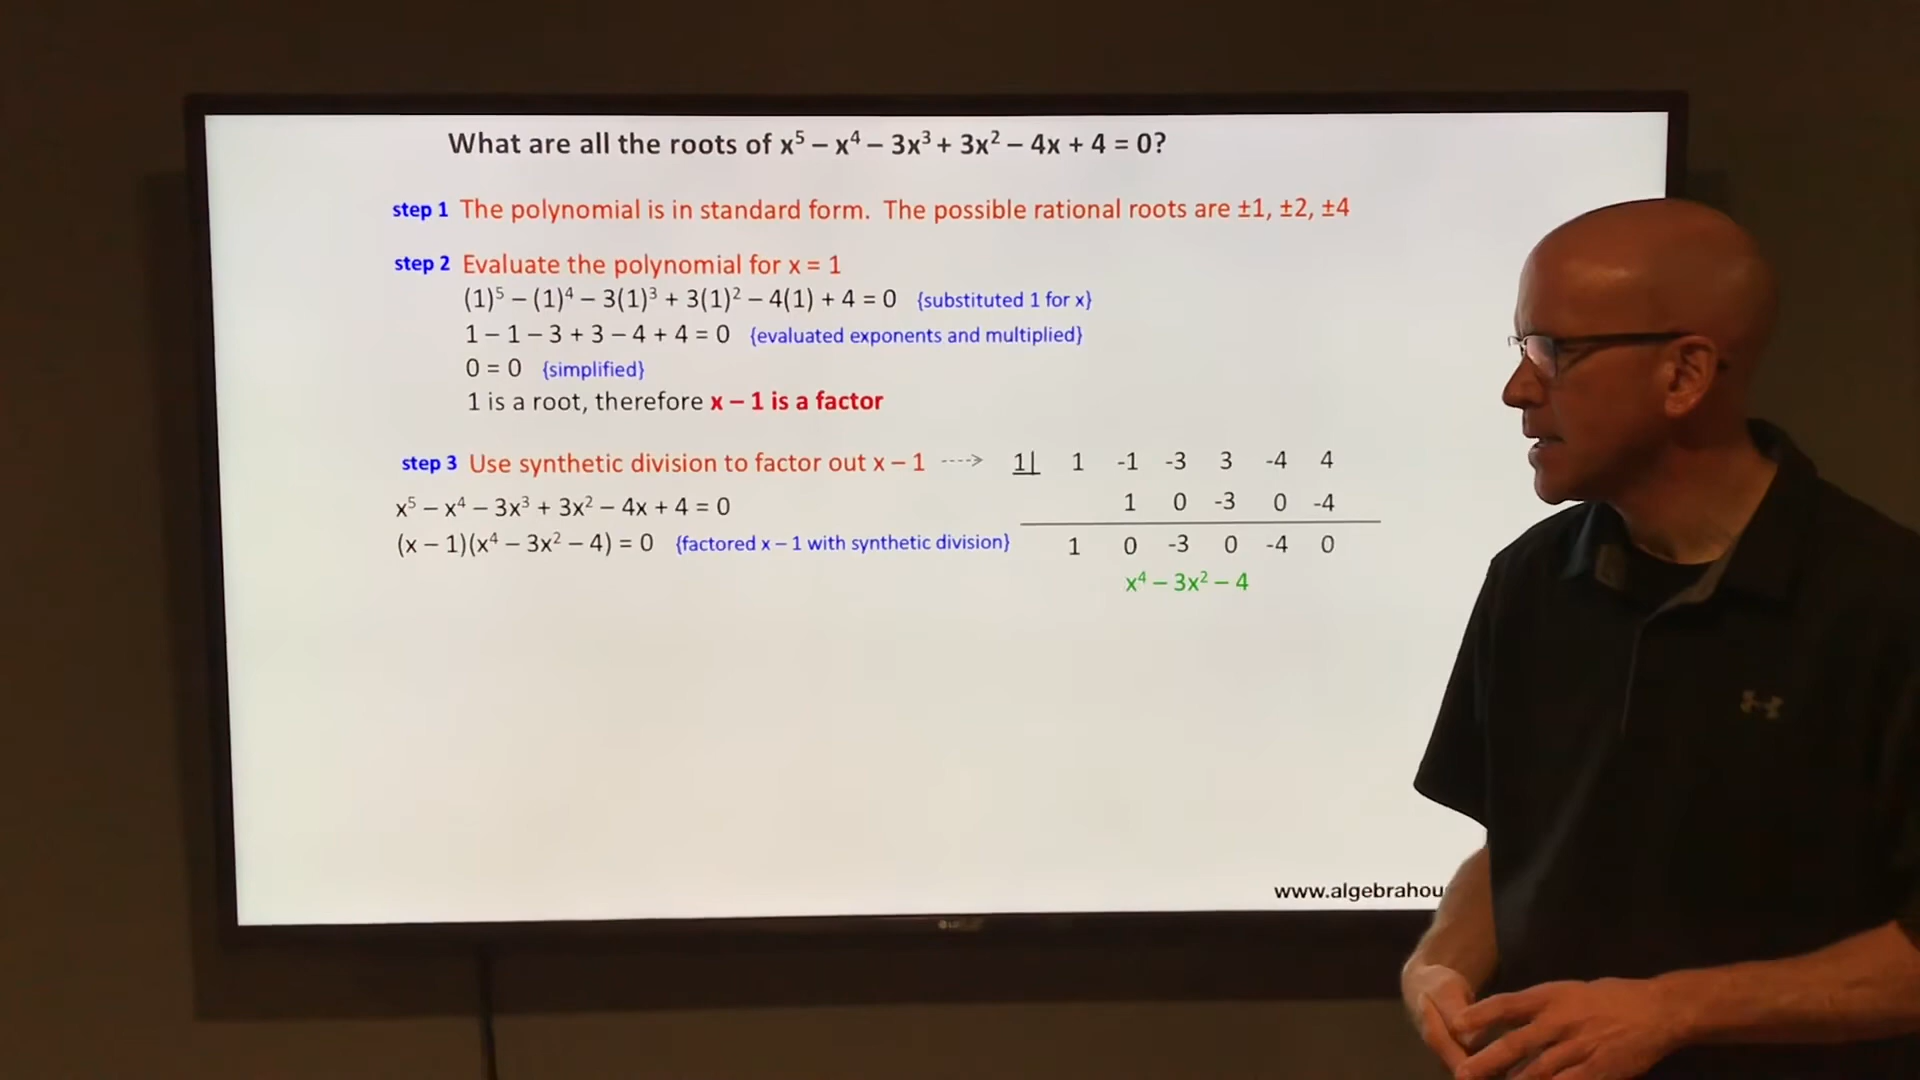 What are all the roots of x⁵ – x⁴ – 3x³ + 3x² – 4x + 4 = 0?
step 1 The polynomial is in standard form. The possible rational roots are ±1, ±2, ±4
step 2 Evaluate the polynomial for x = 1
(1)⁵ – (1)⁴ – 3(1)³ + 3(1)² – 4(1) + 4 = 0 {substituted 1 for x}
1 – 1 – 3 + 3 – 4 + 4 = 0 {evaluated exponents and multiplied}
0 = 0 {simplified}
1 is a root, therefore x – 1 is a factor
step 3 Use synthetic division to factor out x – 1 ----> 1| 1 -1 -3 3 -4 4
1 0 -3 0 -4
x⁵ – x⁴ – 3x³ + 3x² – 4x + 4 = 0
(x – 1)(x⁴ – 3x² – 4) = 0 {factored x – 1 with synthetic division}
1 0 -3 0 -4 0
x⁴ – 3x² – 4
www.algebrahou